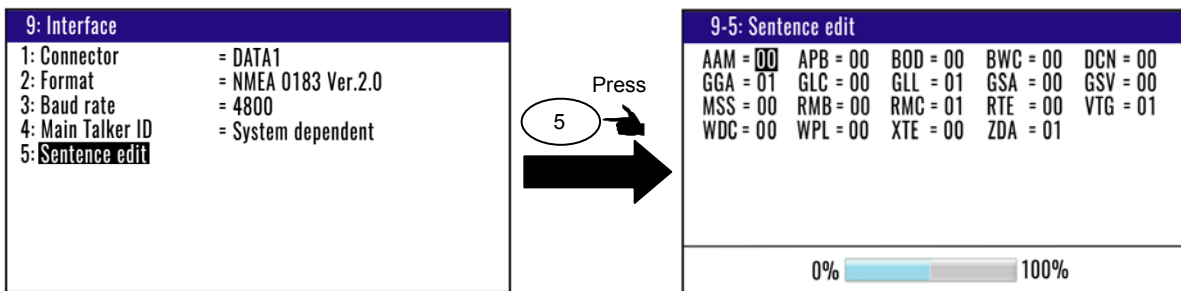 9: Interface
1: Connector = DATA1
2: Format = NMEA 0183 Ver.2.0
3: Baud rate = 4800
4: Main Talker ID = System dependent
5: Sentence edit
Press
5
9-5: Sentence edit
AAM = 00 APB = 00 BOD = 00 BWC = 00 DCN = 00
GGA = 01 GLC = 00 GLL = 01 GSA = 00 GSV = 00
MSS = 00 RMB = 00 RMC = 01 RTE = 00 VTG = 01
WDC = 00 WPL = 00 XTE = 00 ZDA = 01
0% 100%